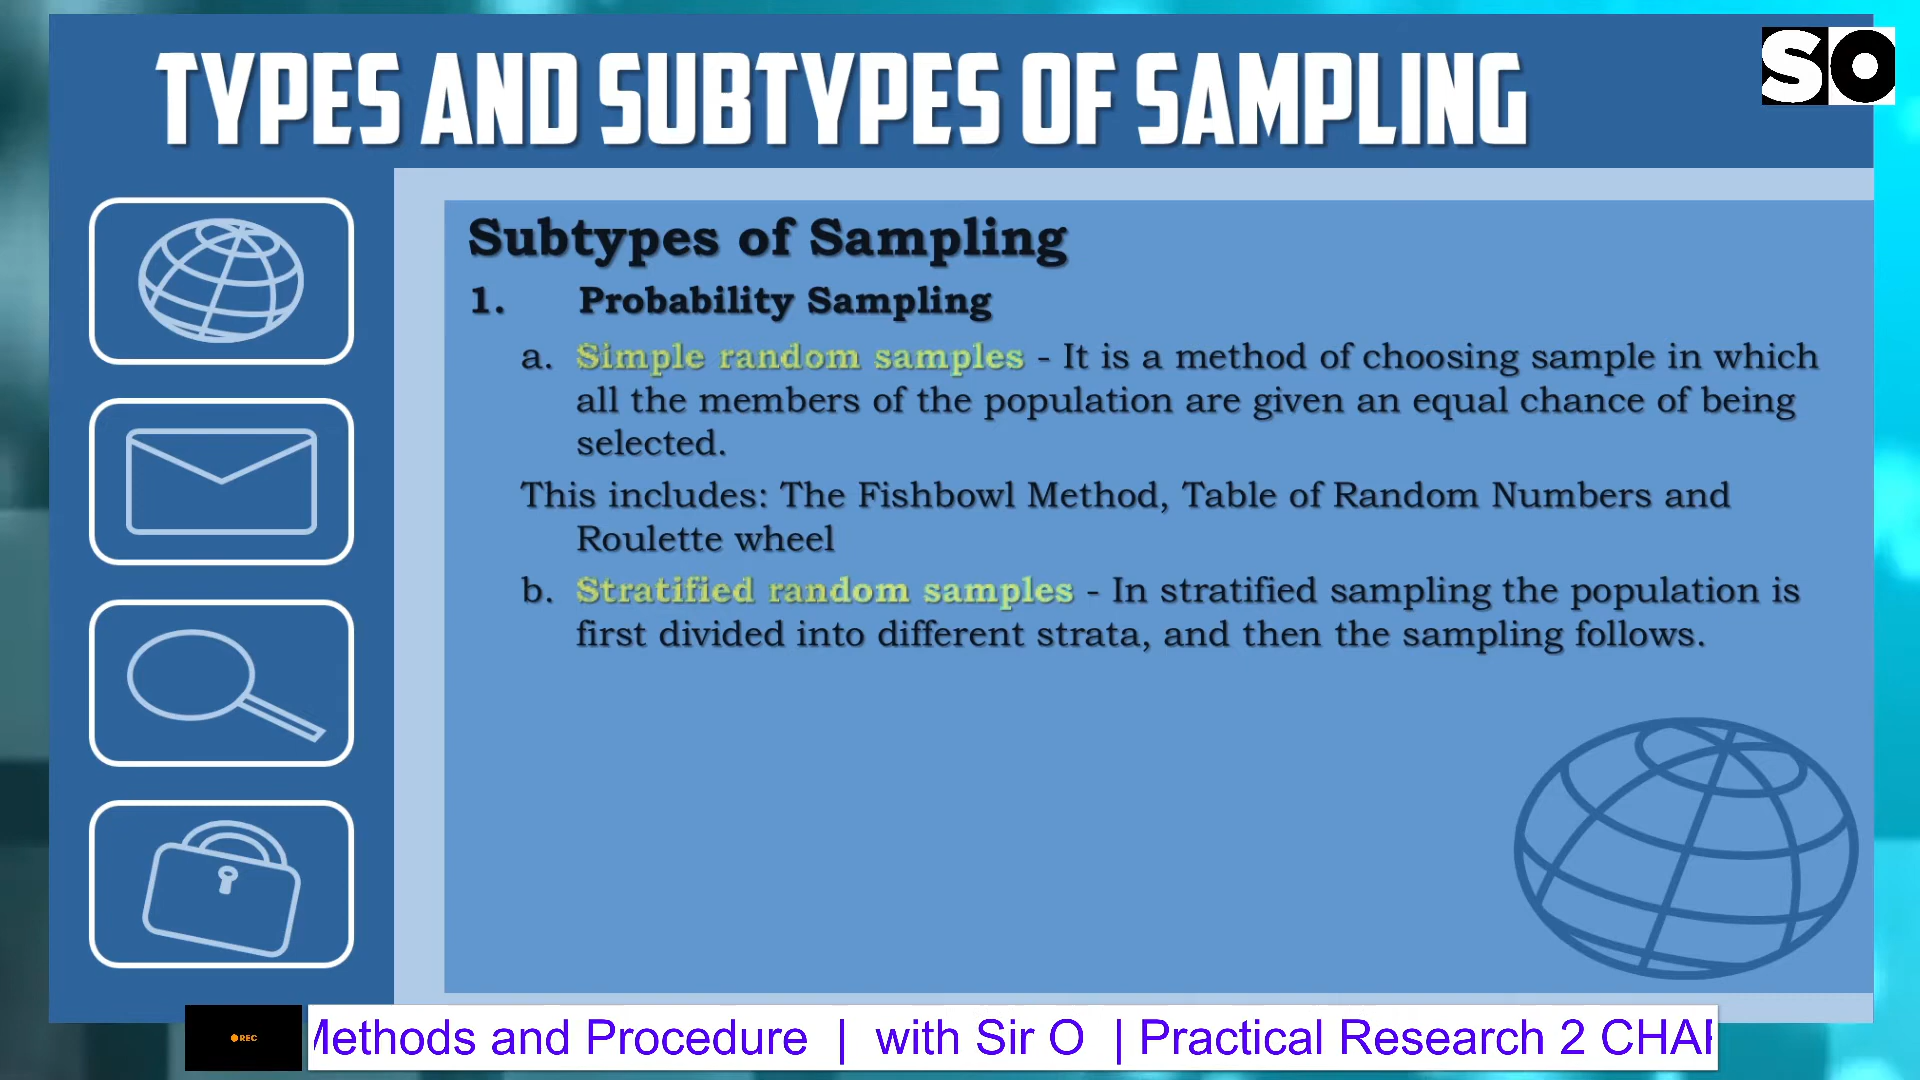 TYPES AND SUBTYPES OF SAMPLING
SO
Subtypes of Sampling
1. Probability Sampling
a. Simple random samples - It is a method of choosing sample in which
all the members of the population are given an equal chance of being
selected.
This includes: The Fishbowl Method, Table of Random Numbers and
Roulette wheel
b. Stratified random samples - In stratified sampling the population is
first divided into different strata, and then the sampling follows.
REC
Methods and Procedure | with Sir O | Practical Research 2 CHAP